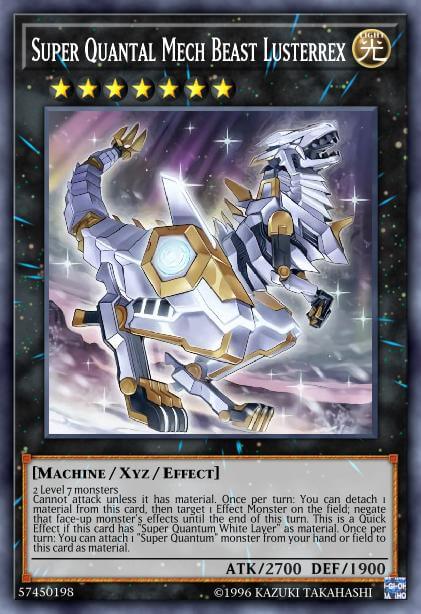 Super Quantal Mech Beast Lusterrex
LIGHT
光
[Machine / Xyz / Effect]
2 Level 7 monsters
Cannot attack unless it has material. Once per turn: You can detach 1
material from this card, then target 1 Effect Monster on the field; negate
that face-up monster's effects until the end of this turn. This is a Quick
Effect if this card has "Super Quantum White Layer" as material. Once per
turn: You can attach 1 "Super Quantum" monster from your hand or field to
this card as material.
ATK/2700 DEF/1900
57450198
©1996 KAZUKI TAKAHASHI